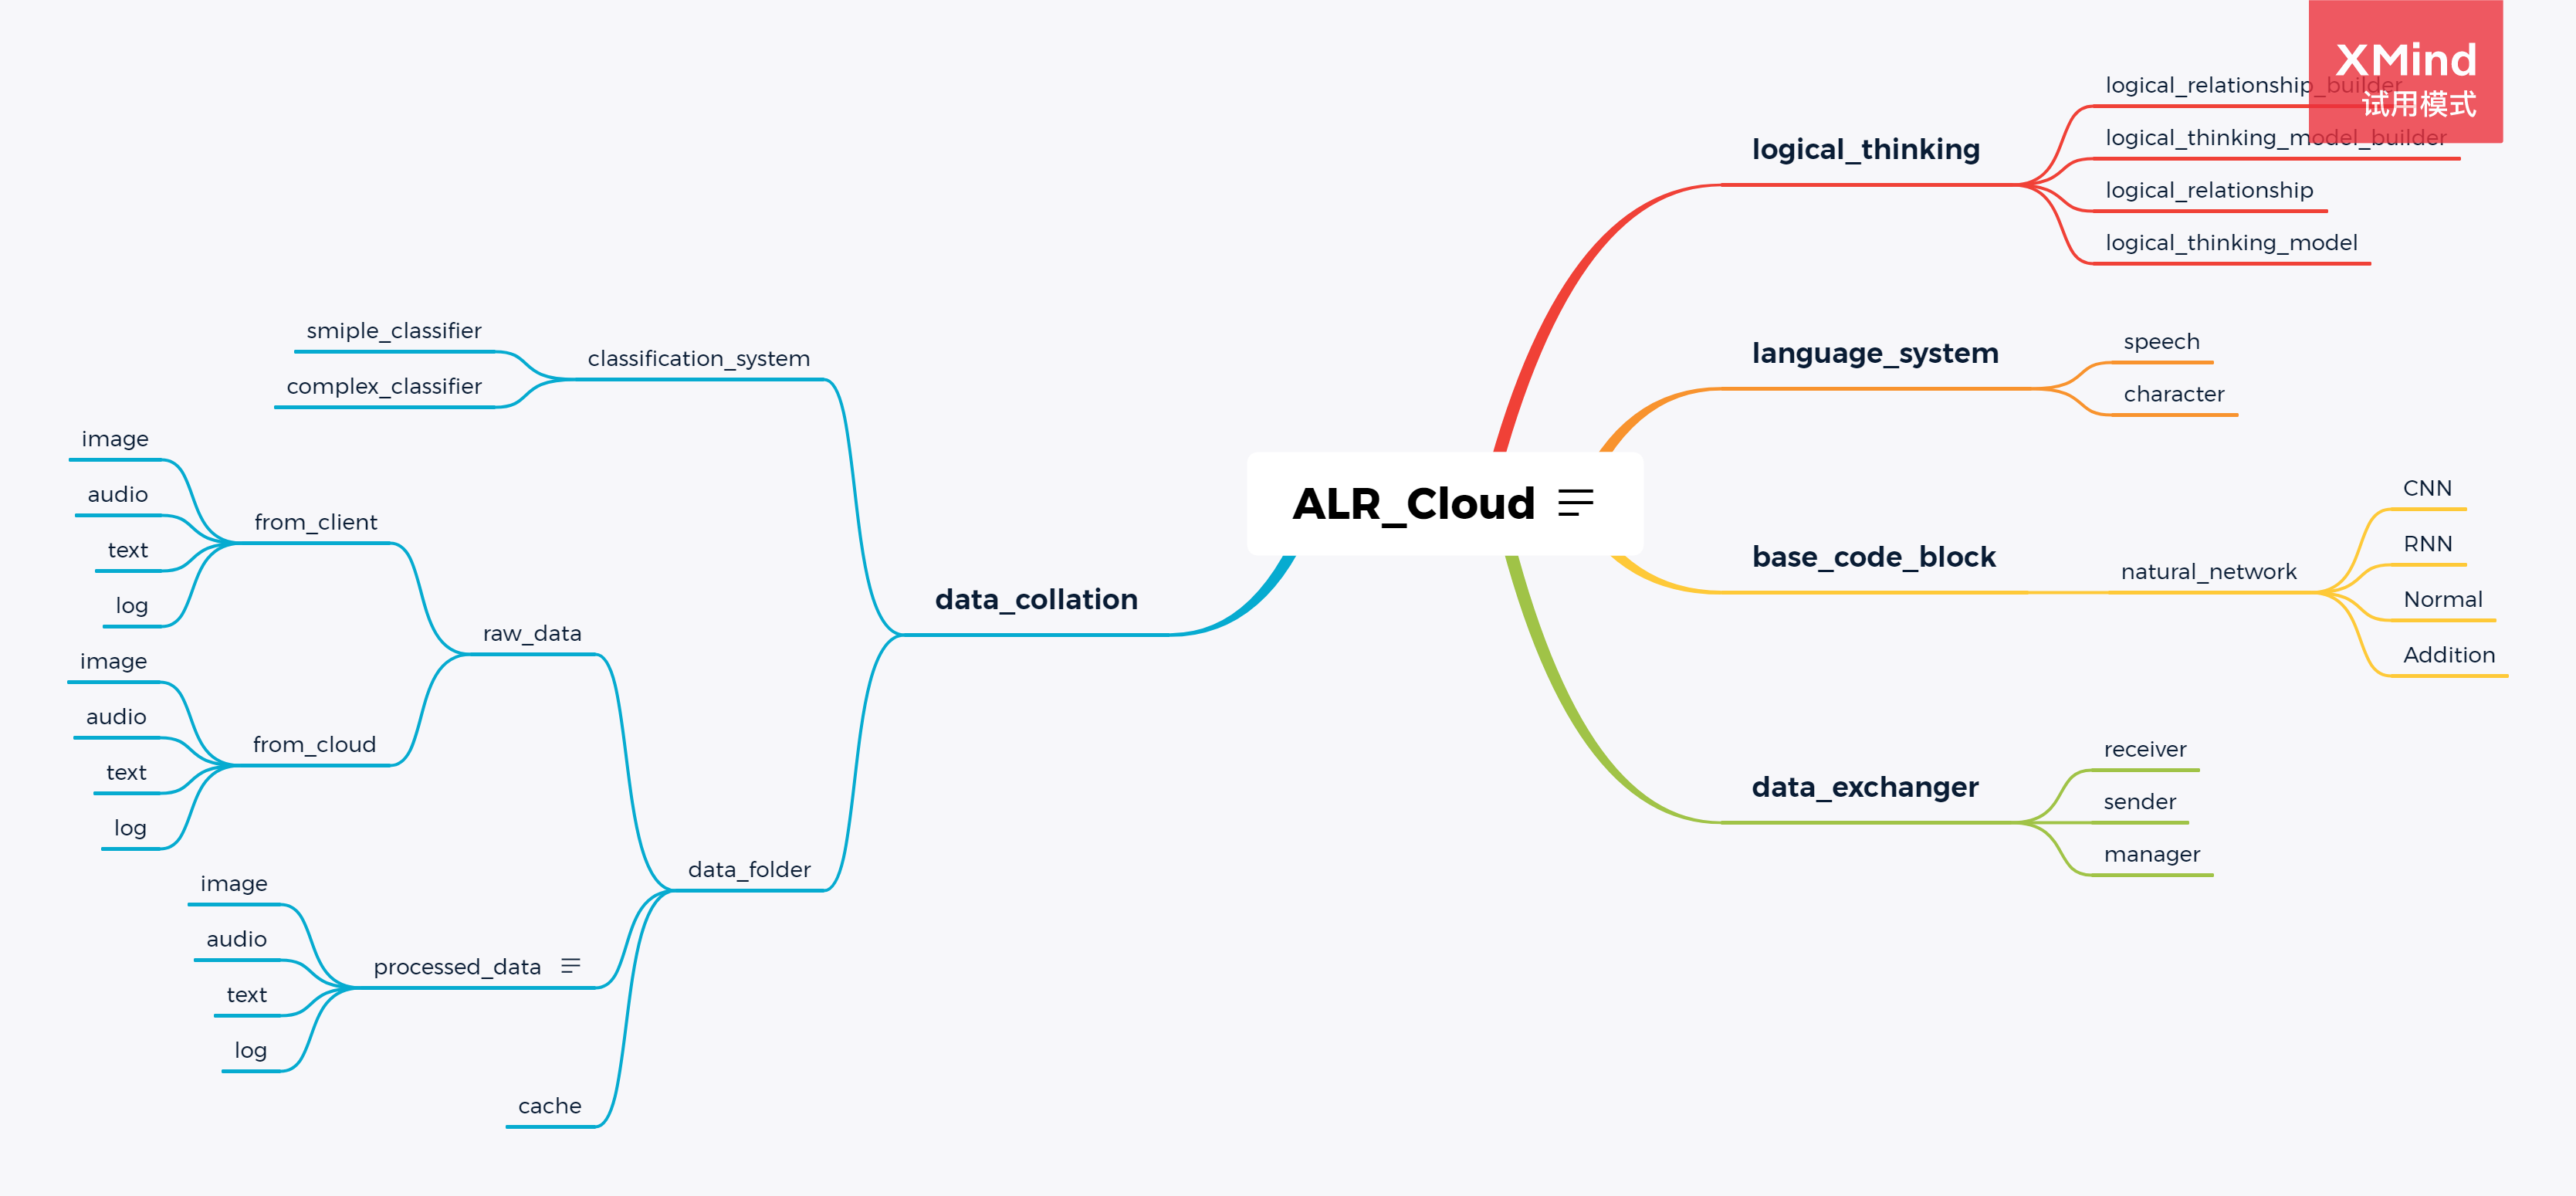 XMind
试用模式
logical_relationship_builder
logical_thinking_model_builder
logical_relationship
logical_thinking_model
logical_thinking
speech
character
language_system
CNN
RNN
Normal
Addition
natural_network
base_code_block
receiver
sender
manager
data_exchanger
ALR_Cloud
data_collation
classification_system
smiple_classifier
complex_classifier
data_folder
raw_data
from_client
image
audio
text
log
from_cloud
image
audio
text
log
processed_data
image
audio
text
log
cache